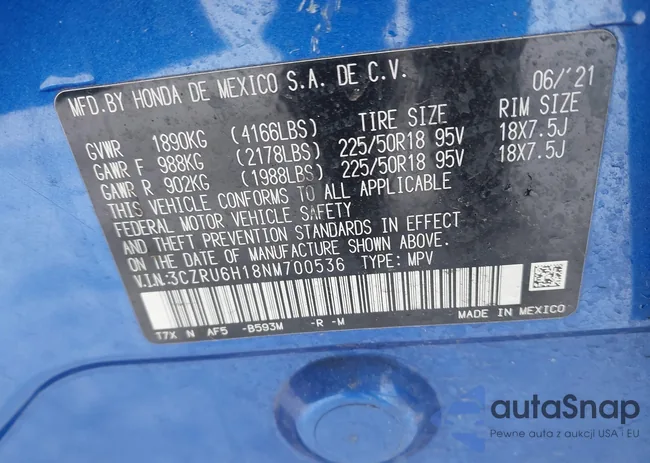 MFD.BY HONDA DE MEXICO S.A. DE C.V. 06/'21
TIRE SIZE RIM SIZE
GVWR 1890KG (4166LBS)
GAWR F 988KG (2178LBS) 225/50R18 95V 18X7.5J
GAWR R 902KG (1988LBS) 225/50R18 95V 18X7.5J
THIS VEHICLE CONFORMS TO ALL APPLICABLE
FEDERAL MOTOR VEHICLE SAFETY
AND THEFT PREVENTION STANDARDS IN EFFECT
ON THE DATE OF MANUFACTURE SHOWN ABOVE.
V.I.N:3CZRU6H18NM700536 TYPE: MPV
T7X N AF5 -B593M -R -M MADE IN MEXICO
autaSnap
Pewne auta z aukcji USA i EU